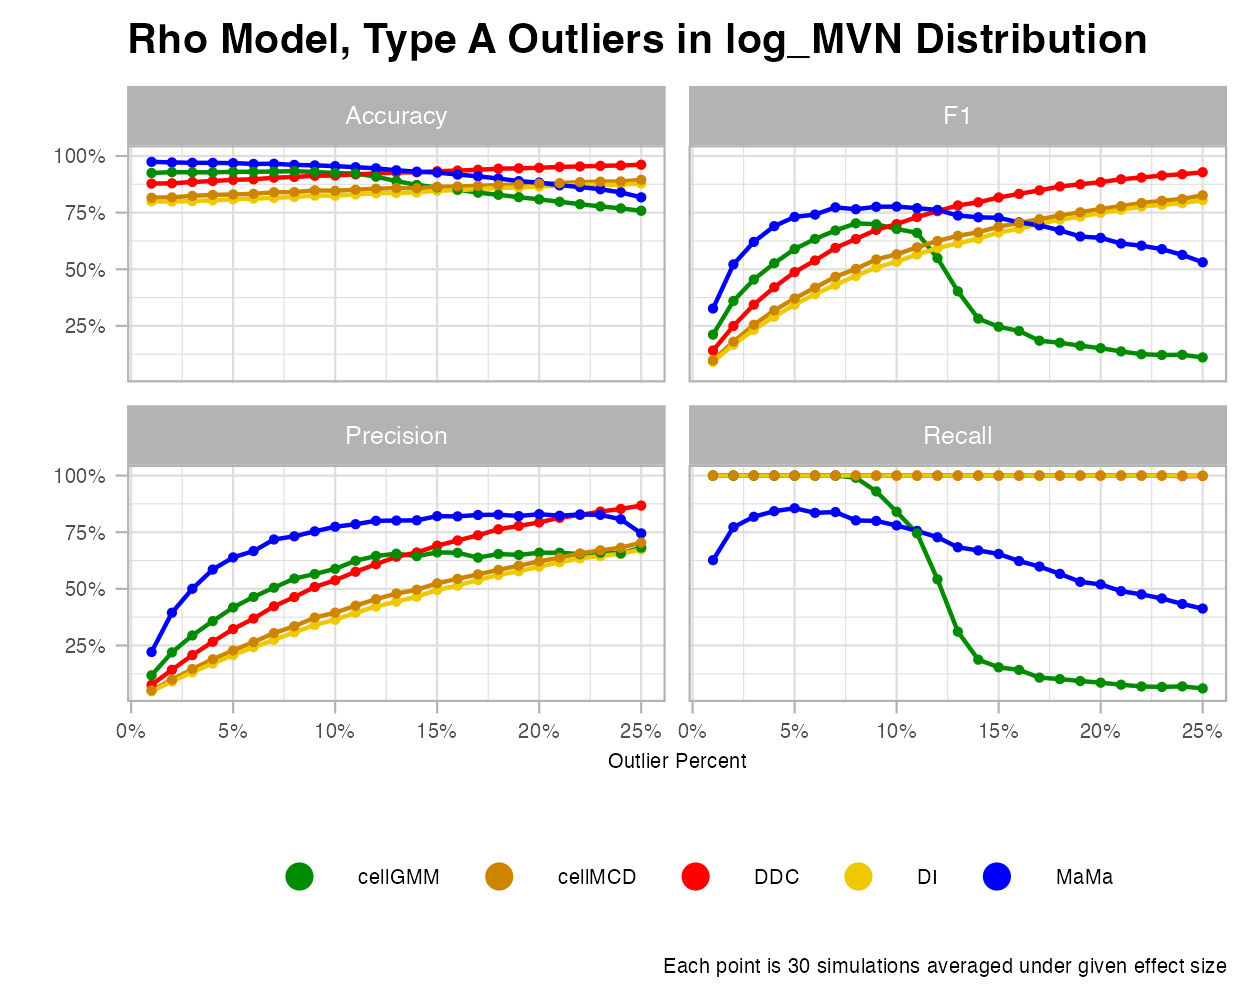 Rho Model, Type A Outliers in log_MVN Distribution
Accuracy
F1
100%
75%
50%
25%
Precision
Recall
100%
75%
50%
25%
0% 5% 10% 15% 20% 25% 0% 5% 10% 15% 20% 25%
Outlier Percent
cellGMM cellMCD DDC DI MaMa
Each point is 30 simulations averaged under given effect size